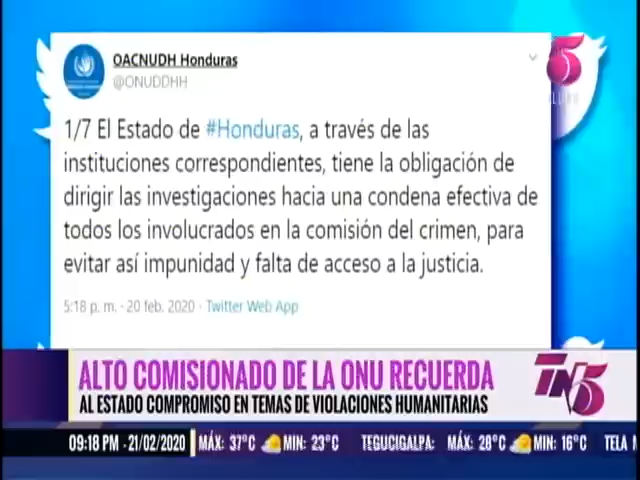 OACNUDH Honduras
@ONUDDHH
1/7 El Estado de #Honduras, a través de las
instituciones correspondientes, tiene la obligación de
dirigir las investigaciones hacia una condena efectiva de
todos los involucrados en la comisión del crimen, para
evitar así impunidad y falta de acceso a la justicia.
5:18 p. m. · 20 feb. 2020 · Twitter Web App
5
ALTO COMISIONADO DE LA ONU RECUERDA
AL ESTADO COMPROMISO EN TEMAS DE VIOLACIONES HUMANITARIAS
TN5
09:18 PM - 21/02/2020 MÁX: 37°C MIN: 23°C TEGUCIGALPA: MÁX: 28°C MIN: 16°C TELA